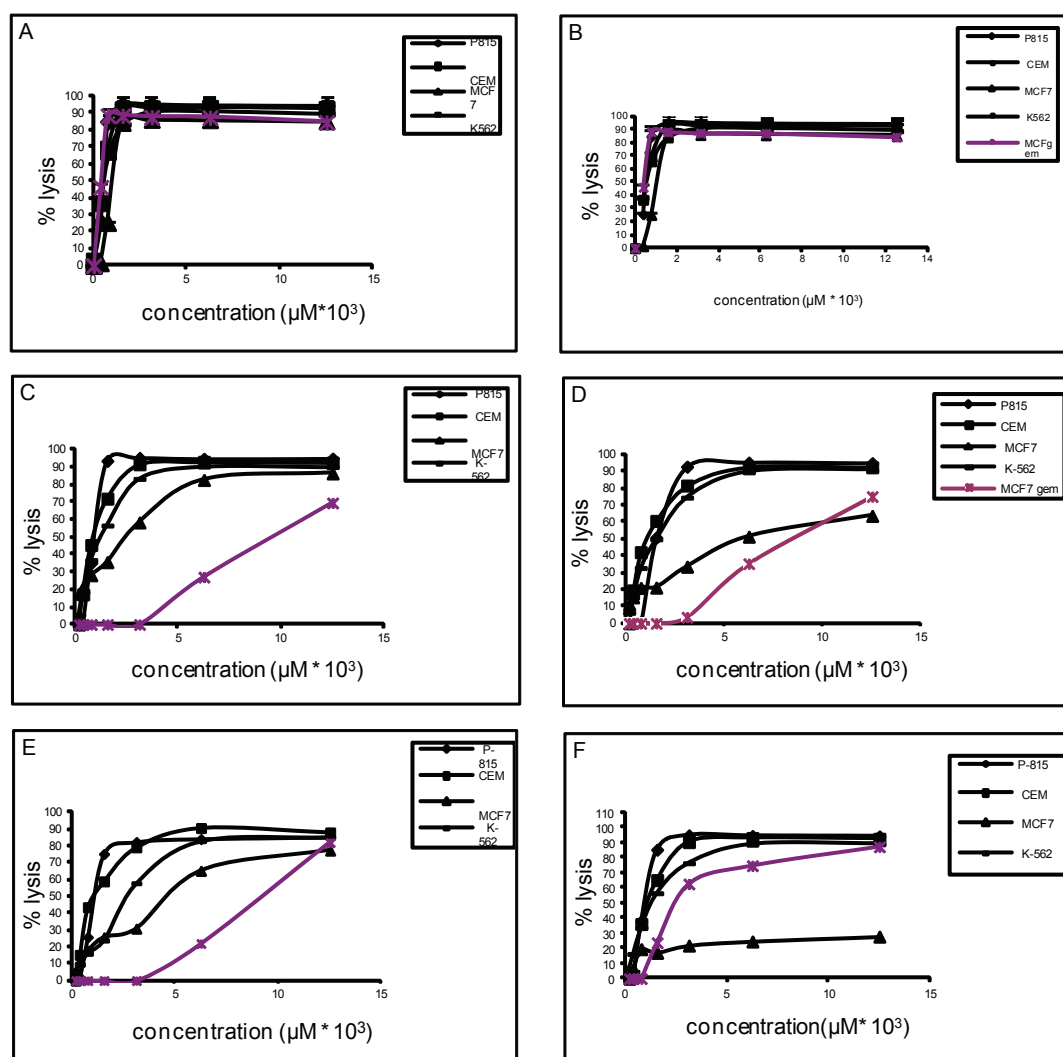 A
P815
CEM
MCF
7
K562
% lysis
100
90
80
70
60
50
40
30
20
10
0
0
5
10
15
concentration (µM*10³)
B
P815
CEM
MCF7
K562
MCFg
em
% lysis
100
90
80
70
60
50
40
30
20
10
0
0
2
4
6
8
10
12
14
concentration (µM * 10³)
C
P815
CEM
MCF7
K-
562
% lysis
100
90
80
70
60
50
40
30
20
10
0
0
5
10
15
concentration (µM * 10³)
D
P815
CEM
MCF7
K-562
MCF7 gem
% lysis
100
90
80
70
60
50
40
30
20
10
0
0
5
10
15
concentration (µM * 10³)
E
P-
815
CEM
MCF7
K-
562
% lysis
100
90
80
70
60
50
40
30
20
10
0
0
5
10
15
concentration (µM * 10³)
F
P-815
CEM
MCF7
K-562
% lysis
110
100
90
80
70
60
50
40
30
20
10
0
0
5
10
15
concentration(µM* 10³)